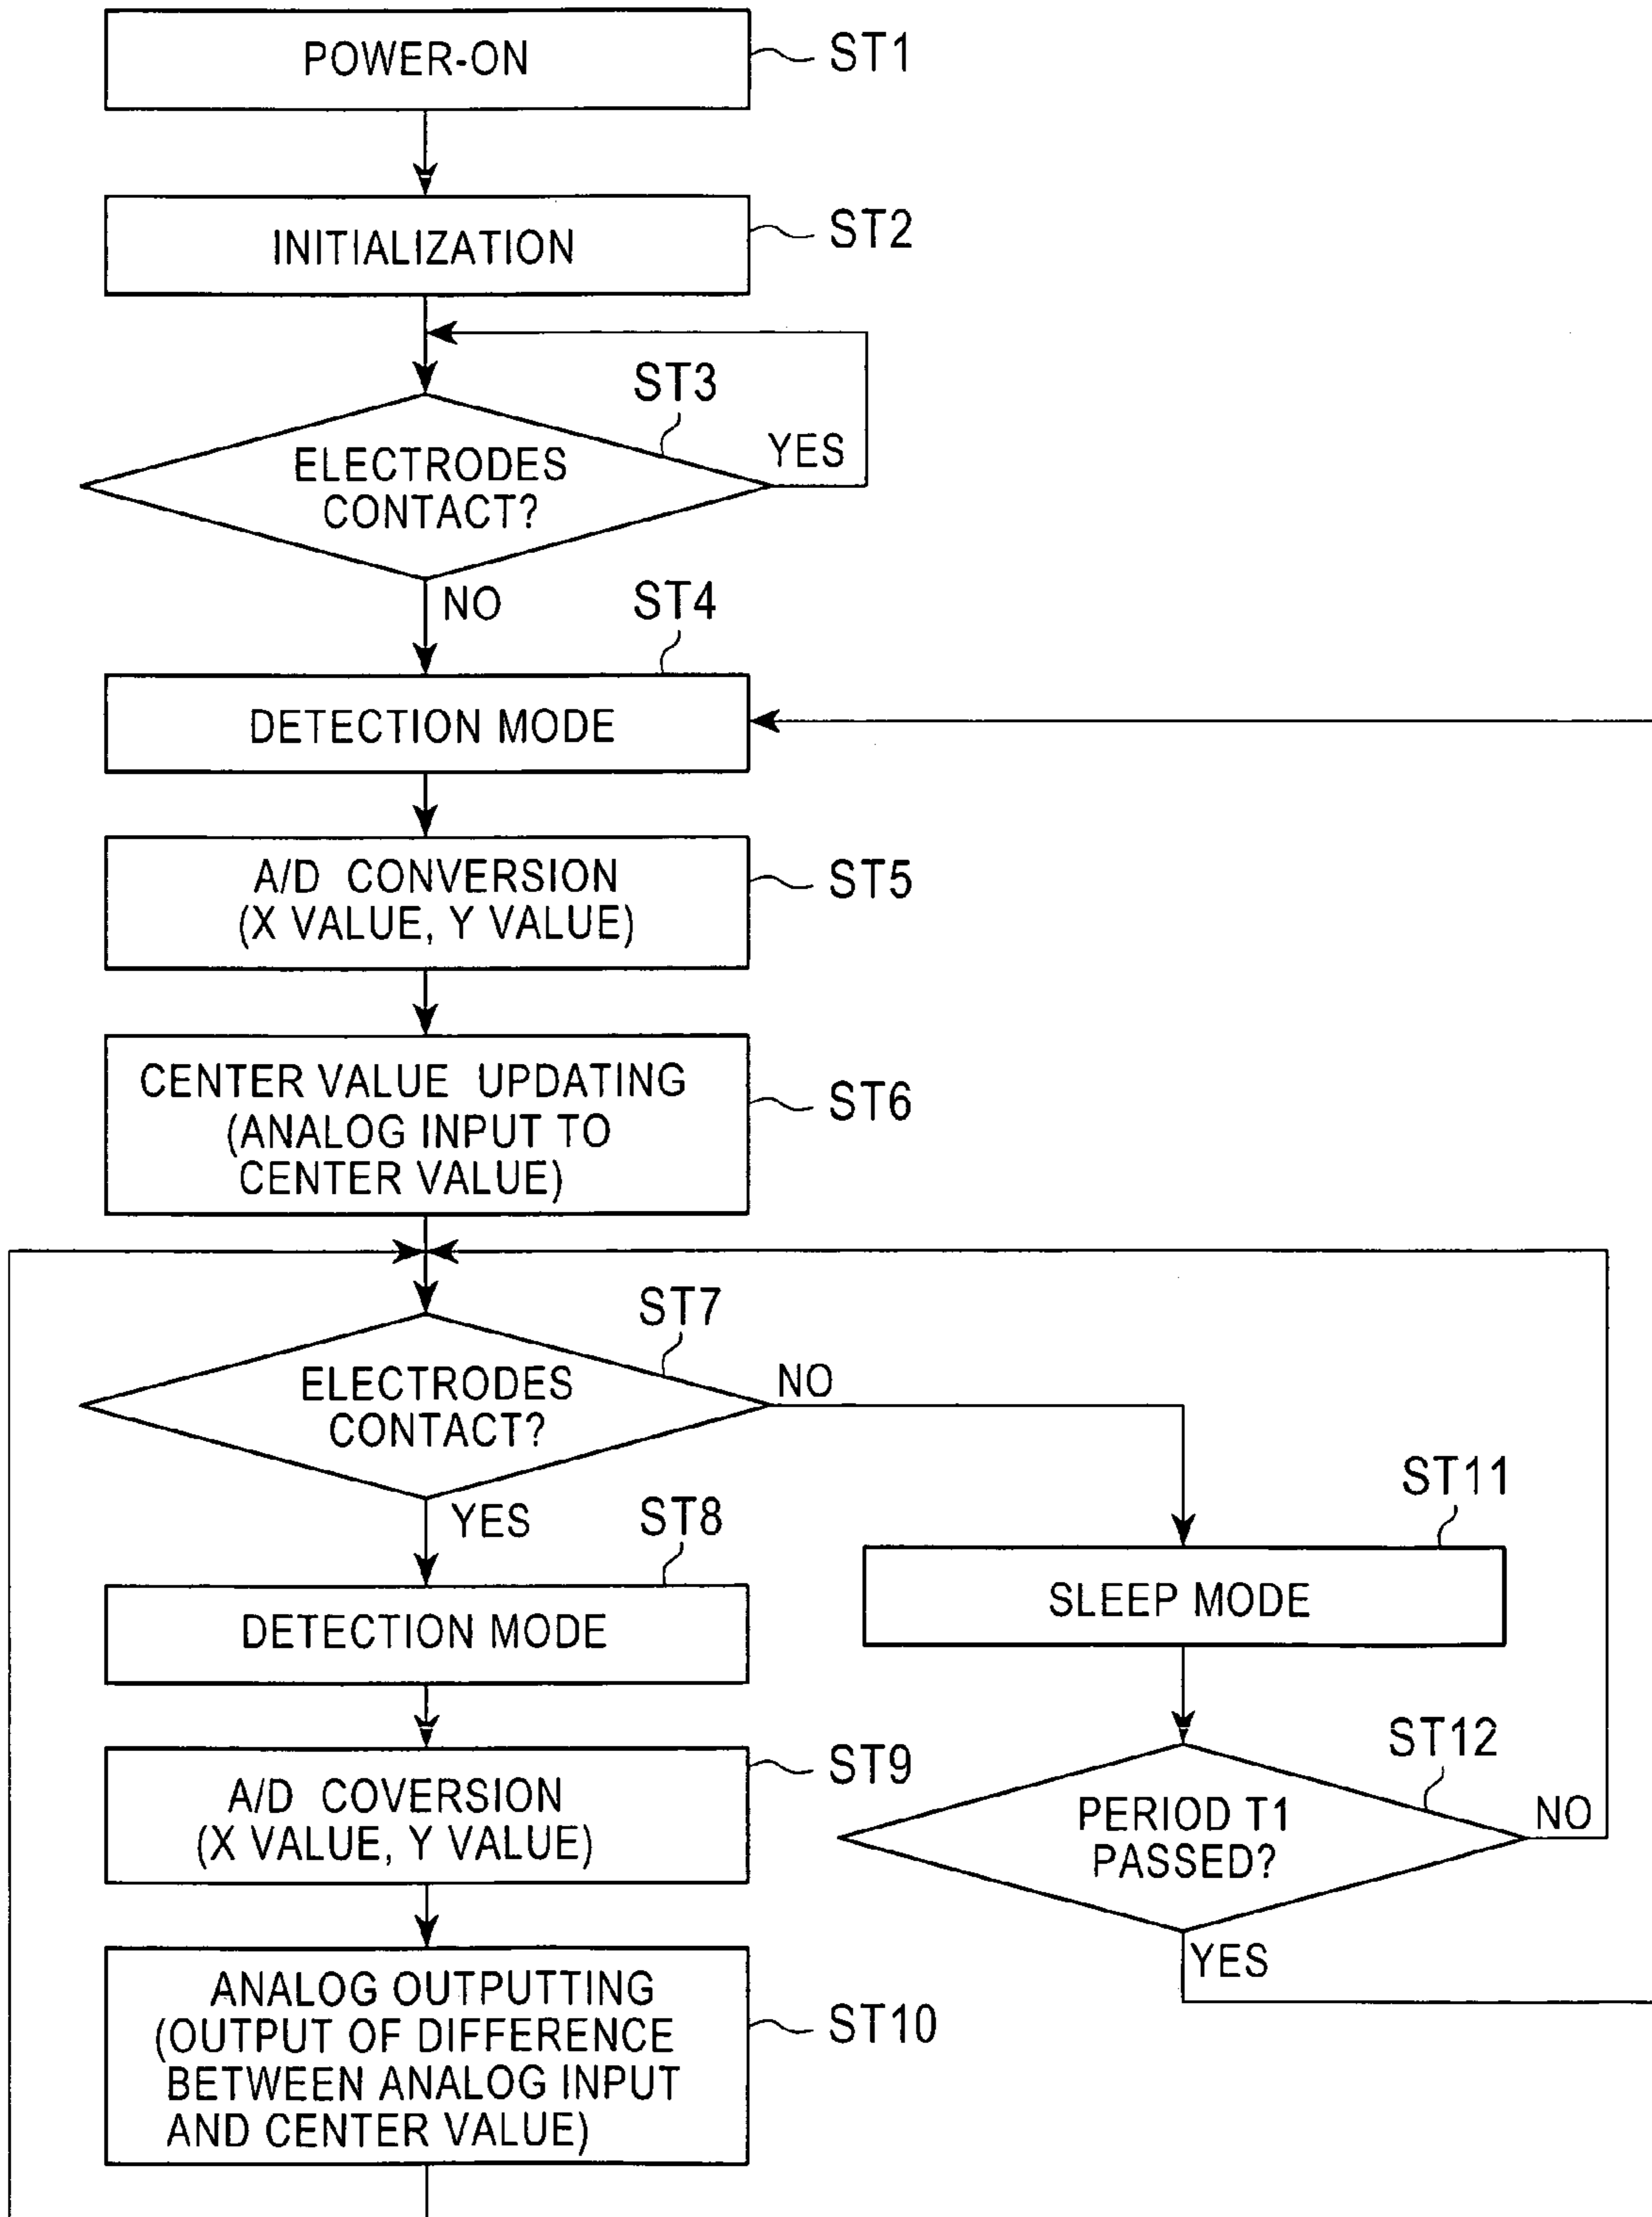 POWER-ON
ST1
INITIALIZATION
ST2
ST3
ELECTRODES
CONTACT?
YES
NO
ST4
DETECTION MODE
A/D CONVERSION
(X VALUE, Y VALUE)
ST5
CENTER VALUE UPDATING
(ANALOG INPUT TO
CENTER VALUE)
ST6
ST7
ELECTRODES
CONTACT?
NO
YES
ST8
DETECTION MODE
ST11
SLEEP MODE
A/D COVERSION
(X VALUE, Y VALUE)
ST9
ST12
PERIOD T1
PASSED?
NO
YES
ANALOG OUTPUTTING
(OUTPUT OF DIFFERENCE
BETWEEN ANALOG INPUT
AND CENTER VALUE)
ST10